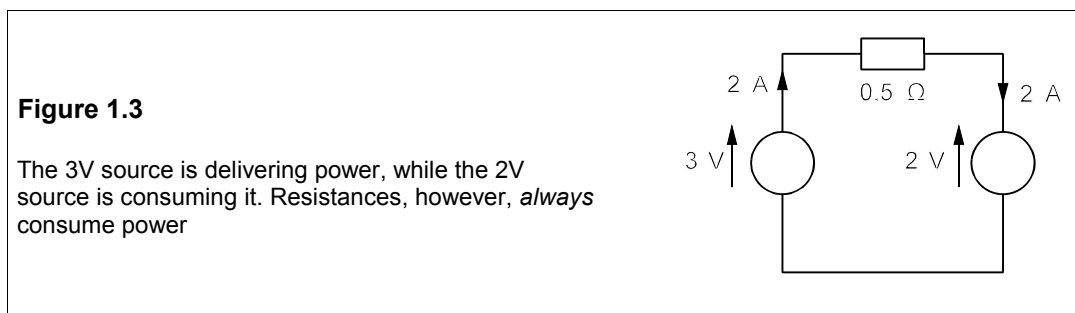 Figure 1.3
The 3V source is delivering power, while the 2V
source is consuming it. Resistances, however, always
consume power
2 A
0.5 Ω
2 A
3 V
2 V